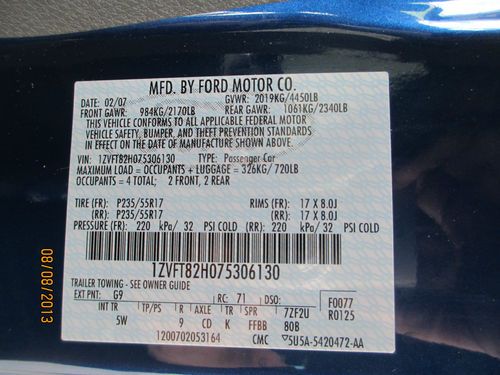 MFD. BY FORD MOTOR CO.
DATE: 02/07 GVWR: 2019KG/4450LB
FRONT GAWR: 984KG/2170LB REAR GAWR: 1061KG/2340LB
THIS VEHICLE CONFORMS TO ALL APPLICABLE FEDERAL MOTOR
VEHICLE SAFETY, BUMPER, AND THEFT PREVENTION STANDARDS
IN EFFECT ON THE DATE OF MANUFACTURE SHOWN ABOVE.
VIN: 1ZVFT82H075306130 TYPE: Passenger Car
MAXIMUM LOAD = OCCUPANTS + LUGGAGE = 326KG/720LB
OCCUPANTS = 4 TOTAL; 2 FRONT, 2 REAR
TIRE (FR): P235/55R17 RIMS (FR): 17 X 8.0J
(RR): P235/55R17 (RR): 17 X 8.0J
PRESSURE (FR): 220 kPa/ 32 PSI COLD (RR): 220 kPa/ 32 PSI COLD
1ZVFT82H075306130
TRAILER TOWING - SEE OWNER GUIDE
EXT PNT: G9 RC: 71 F0077
INT TR TP/PS R AXLE TR SPR 7ZF2U R0125
5W 9 CD K FFBB 80B
1200702053164 CMC 5U5A-5420472-AA
08/08/2013